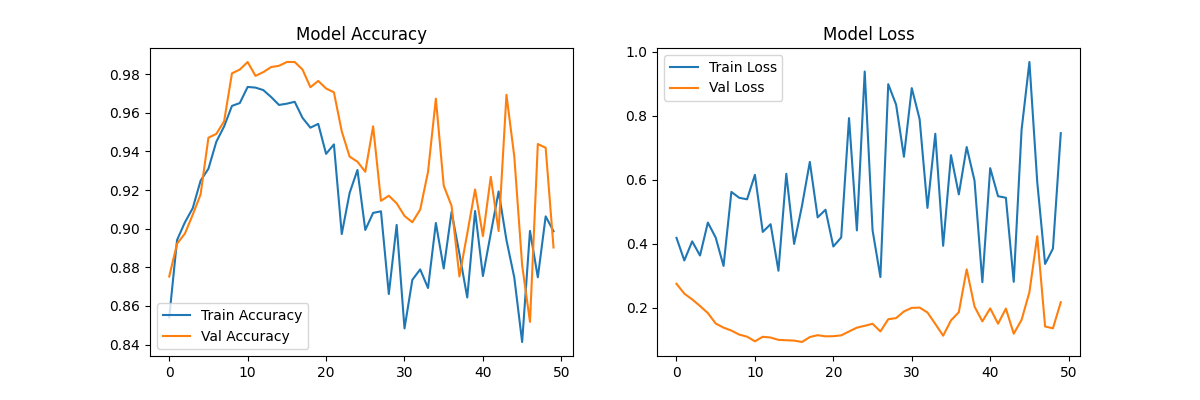 Model Accuracy
0.98
0.96
0.94
0.92
0.90
0.88
0.86
0.84
Train Accuracy
Val Accuracy
0 10 20 30 40 50
Model Loss
1.0
0.8
0.6
0.4
0.2
Train Loss
Val Loss
0 10 20 30 40 50